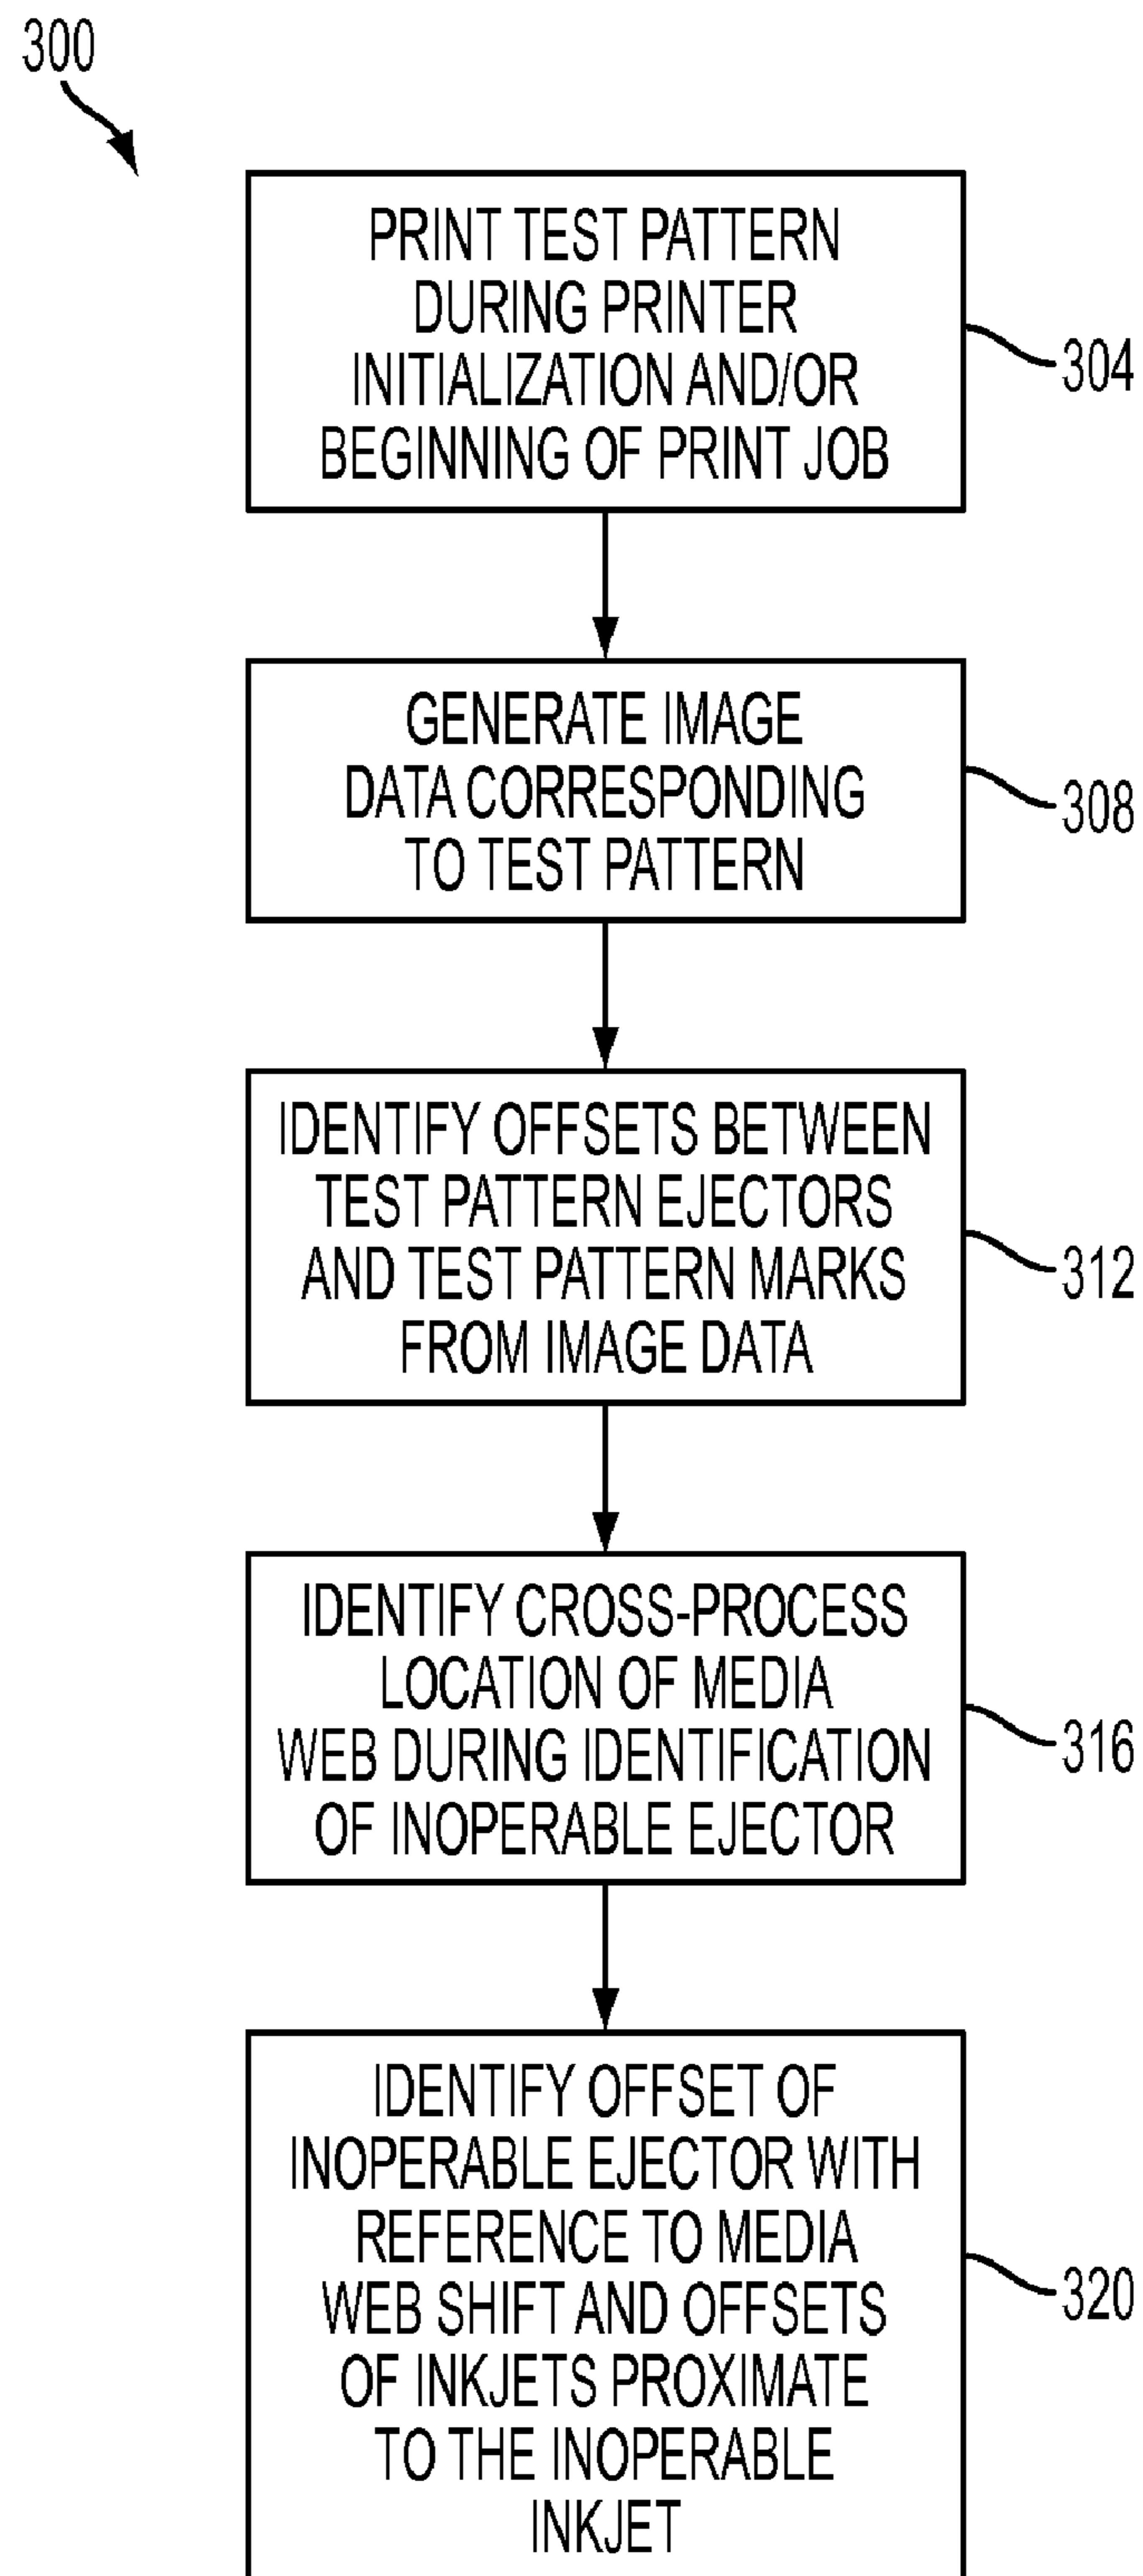 300
PRINT TEST PATTERN
DURING PRINTER
INITIALIZATION AND/OR
BEGINNING OF PRINT JOB
304
GENERATE IMAGE
DATA CORRESPONDING
TO TEST PATTERN
308
IDENTIFY OFFSETS BETWEEN
TEST PATTERN EJECTORS
AND TEST PATTERN MARKS
FROM IMAGE DATA
312
IDENTIFY CROSS-PROCESS
LOCATION OF MEDIA
WEB DURING IDENTIFICATION
OF INOPERABLE EJECTOR
316
IDENTIFY OFFSET OF
INOPERABLE EJECTOR WITH
REFERENCE TO MEDIA
WEB SHIFT AND OFFSETS
OF INKJETS PROXIMATE
TO THE INOPERABLE
INKJET
320